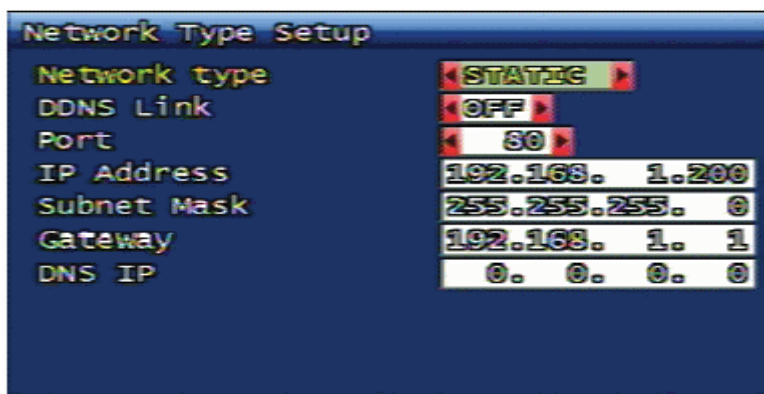 Network Type Setup
Network type STATIC
DDNS Link OFF
Port 80
IP Address 192.168. 1.200
Subnet Mask 255.255.255. 0
Gateway 192.168. 1. 1
DNS IP 0. 0. 0. 0